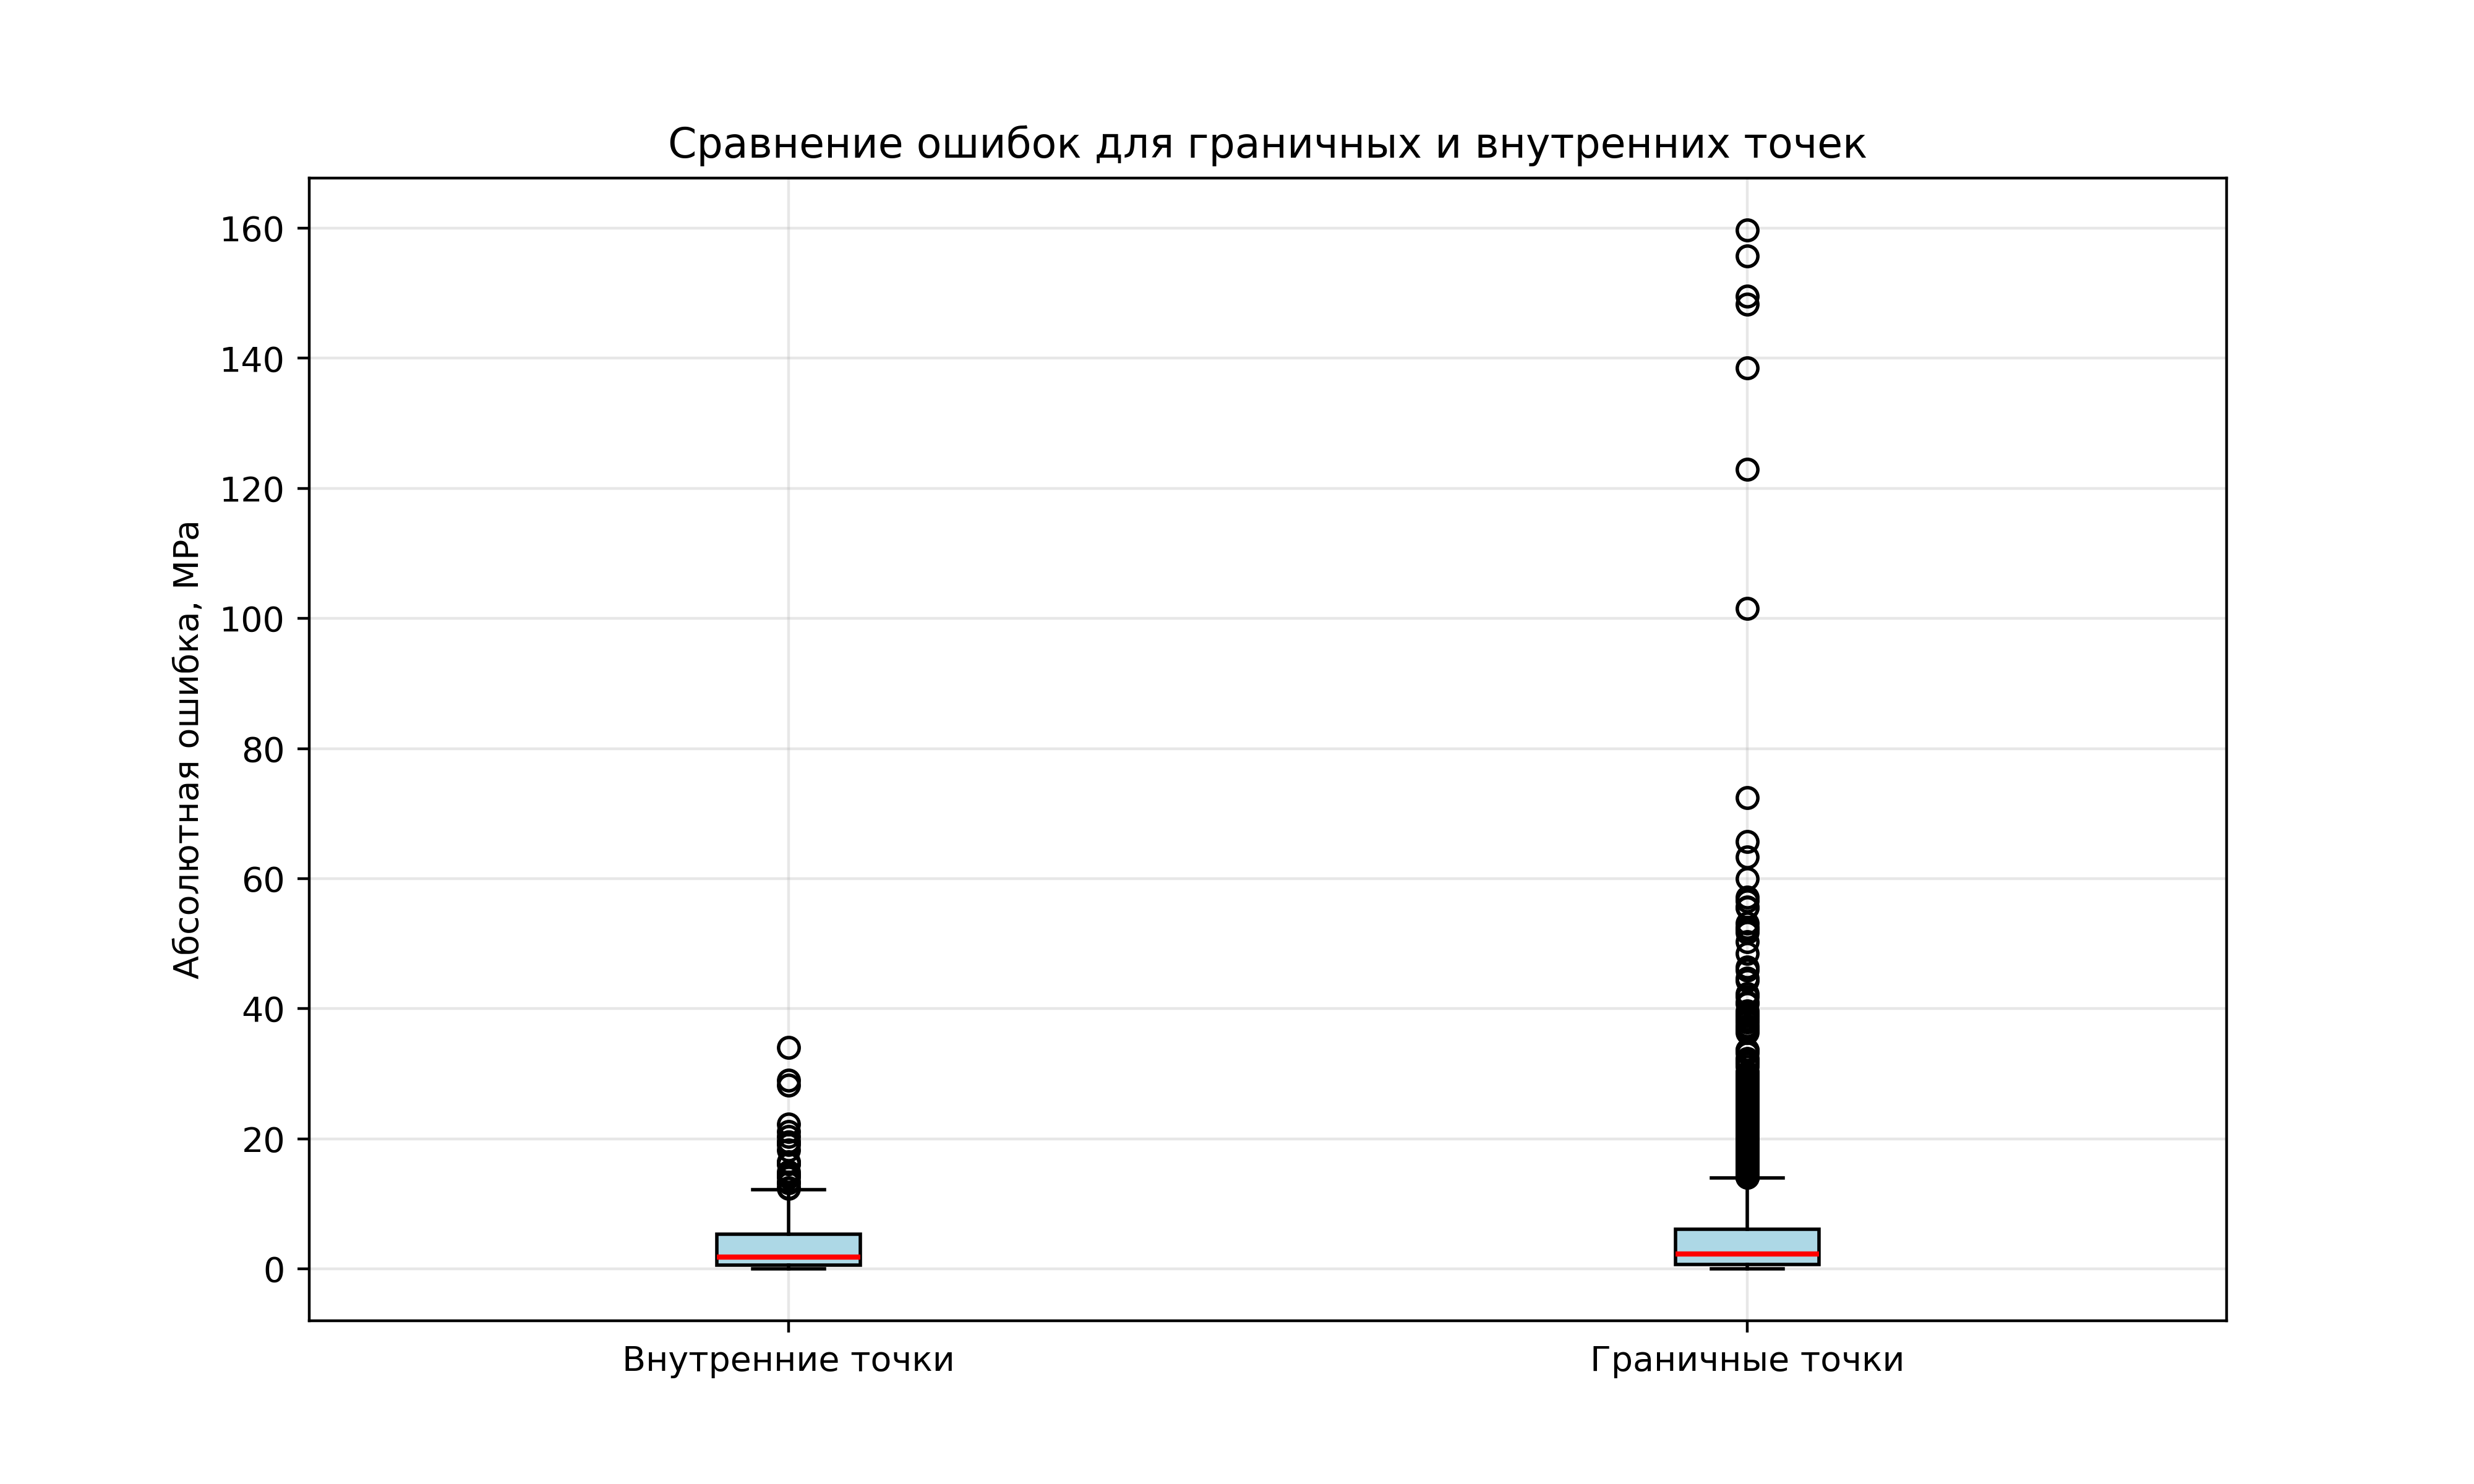 Сравнение ошибок для граничных и внутренних точек
Абсолютная ошибка, MPa
160
140
120
100
80
60
40
20
0
Внутренние точки
Граничные точки